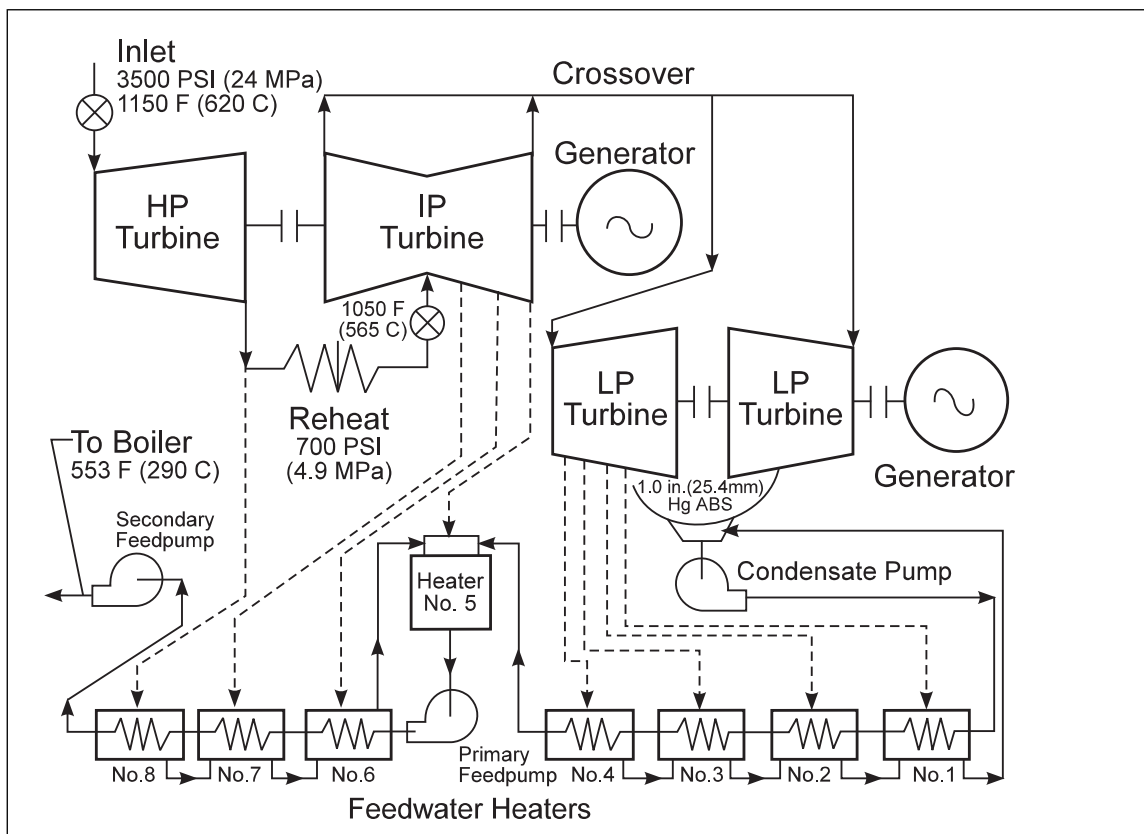 Inlet
3500 PSI (24 MPa)
1150 F (620 C)
Crossover
HP
Turbine
IP
Turbine
Generator
1050 F
(565 C)
Reheat
700 PSI
(4.9 MPa)
LP
Turbine
LP
Turbine
Generator
1.0 in.(25.4mm)
Hg ABS
To Boiler
553 F (290 C)
Secondary
Feedpump
Heater
No. 5
Condensate Pump
Primary
Feedpump
No.8
No.7
No.6
No.4
No.3
No.2
No.1
Feedwater Heaters